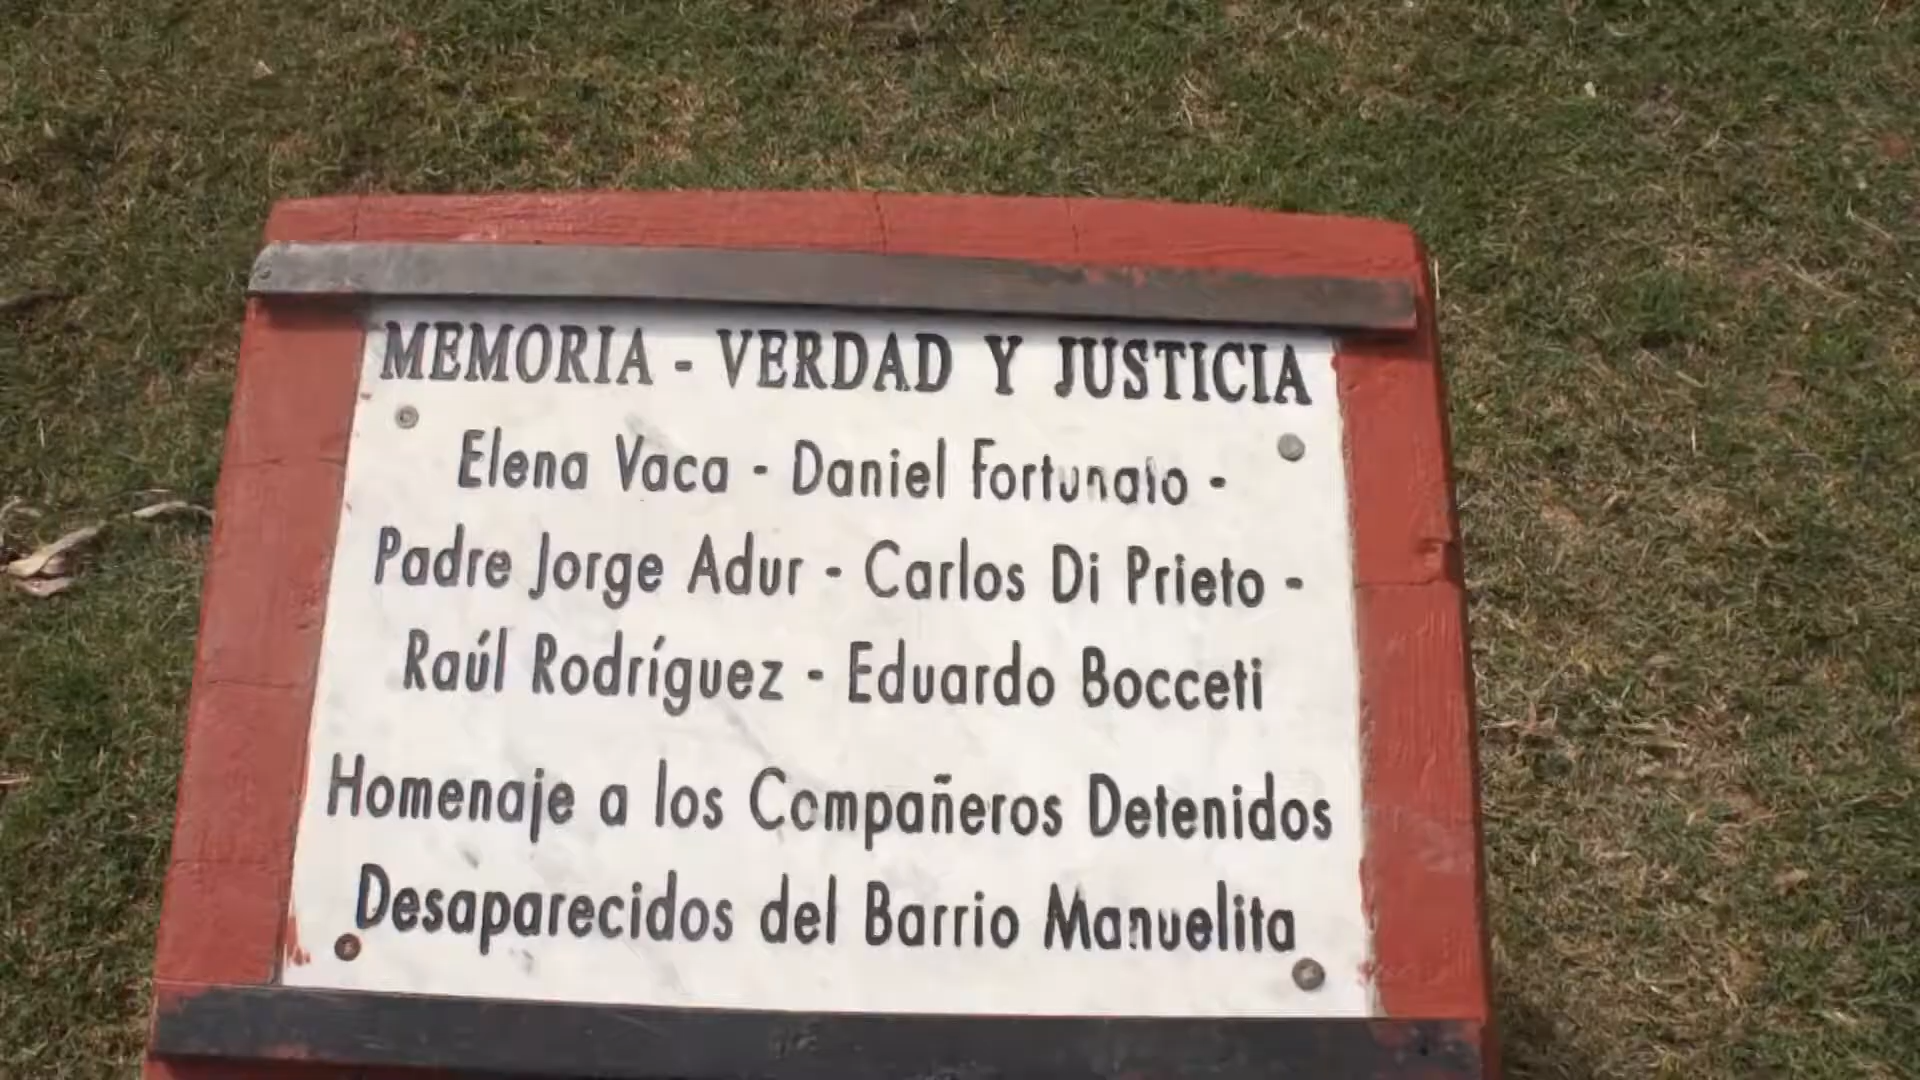 MEMORIA - VERDAD Y JUSTICIA
Elena Vaca - Daniel Fortunato -
Padre Jorge Adur - Carlos Di Prieto -
Raúl Rodríguez - Eduardo Bocceti
Homenaje a los Compañeros Detenidos
Desaparecidos del Barrio Manuelita